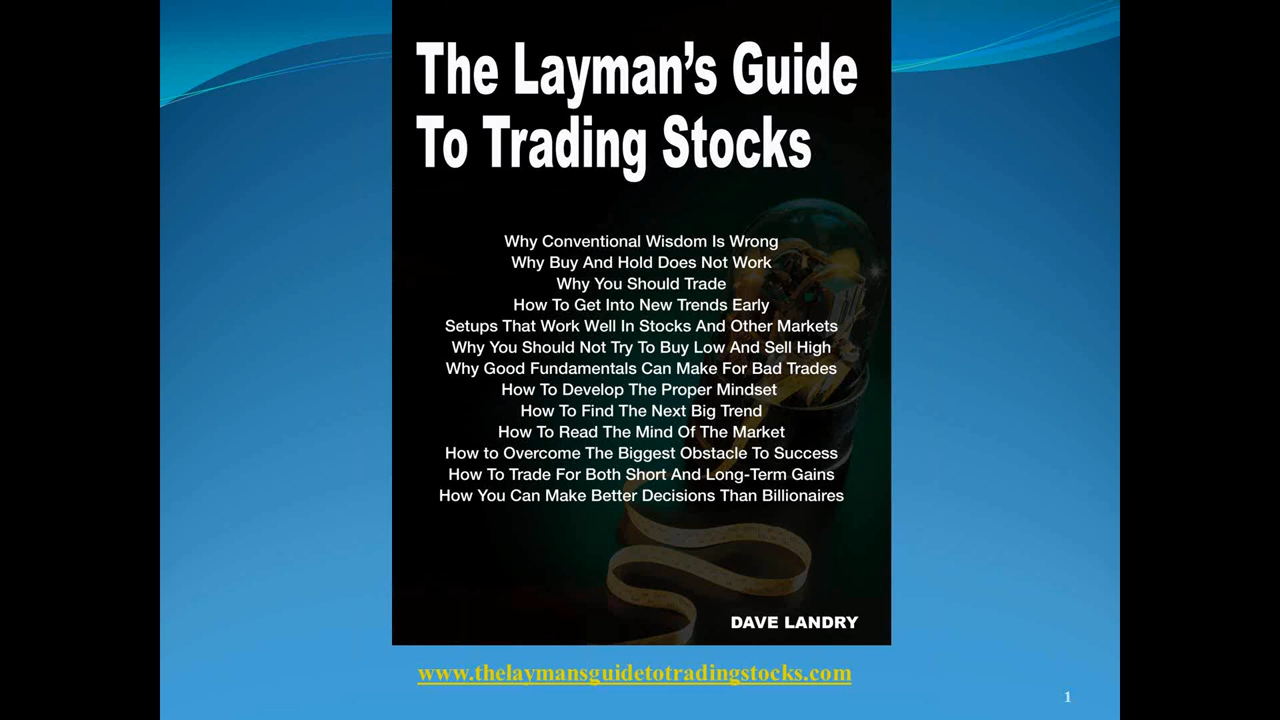 The Layman's Guide
To Trading Stocks
Why Conventional Wisdom Is Wrong
Why Buy And Hold Does Not Work
Why You Should Trade
How To Get Into New Trends Early
Setups That Work Well In Stocks And Other Markets
Why You Should Not Try To Buy Low And Sell High
Why Good Fundamentals Can Make For Bad Trades
How To Develop The Proper Mindset
How To Find The Next Big Trend
How To Read The Mind Of The Market
How to Overcome The Biggest Obstacle To Success
How To Trade For Both Short And Long-Term Gains
How You Can Make Better Decisions Than Billionaires
DAVE LANDRY
www.thelaymansguidetotradingstocks.com
1